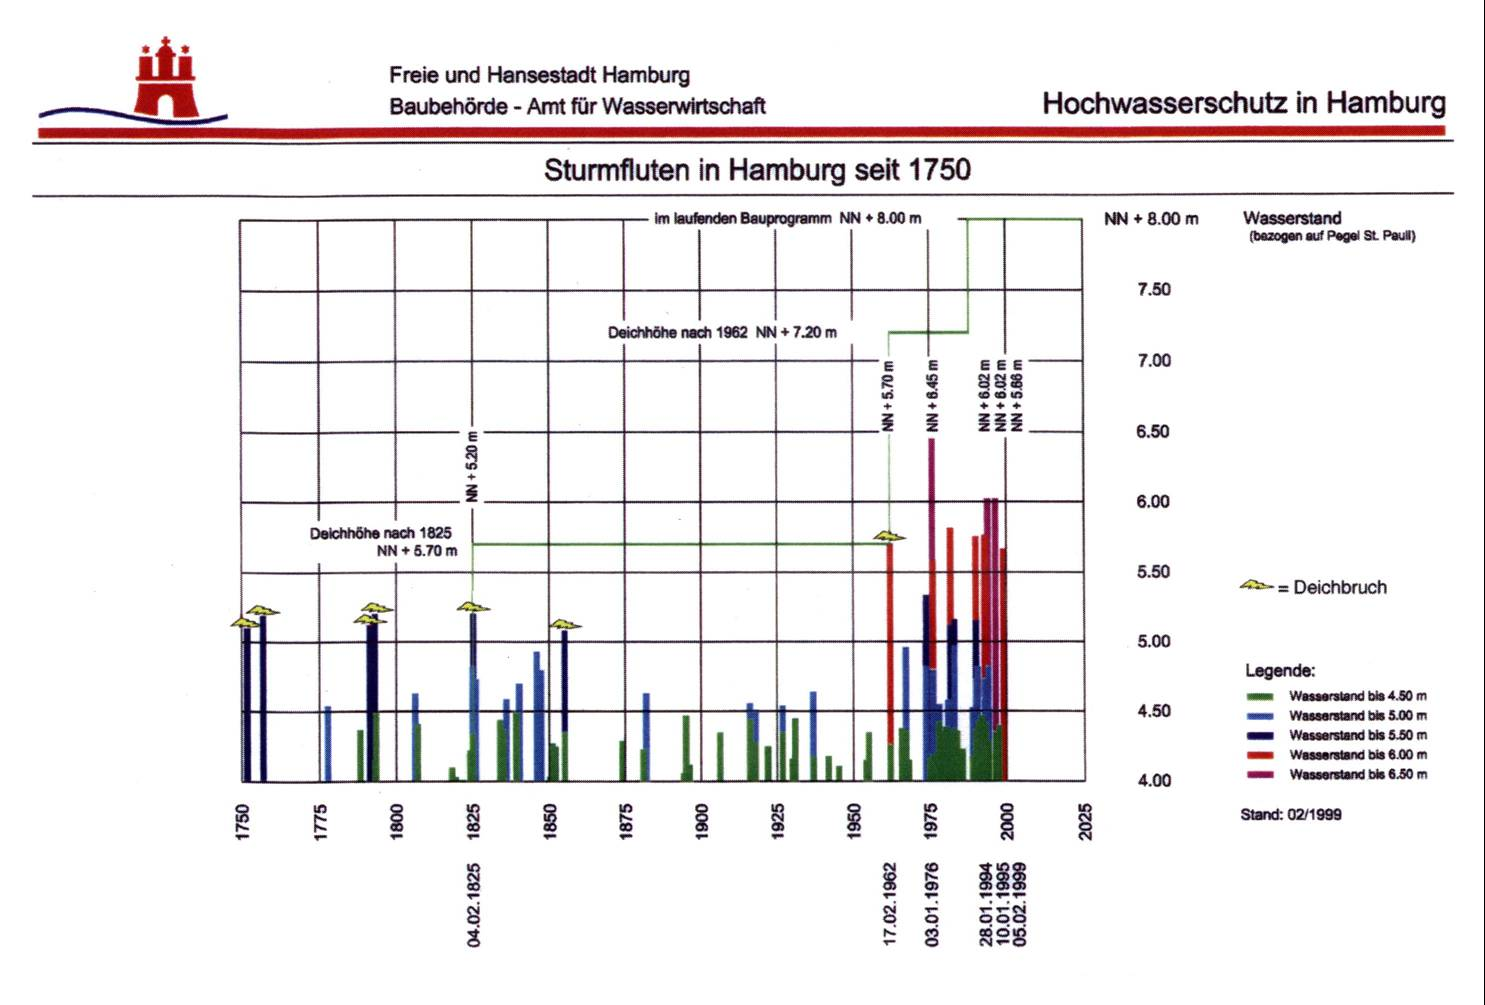 Freie und Hansestadt Hamburg
Baubehörde - Amt für Wasserwirtschaft
Hochwasserschutz in Hamburg
Sturmfluten in Hamburg seit 1750
im laufenden Bauprogramm NN + 8.00 m
NN + 8.00 m
Wasserstand
(bezogen auf Pegel St. Pauli)
7.50
Deichhöhe nach 1962 NN + 7.20 m
7.00
NN + 5.70 m
NN + 6.45 m
NN + 6.02 m
NN + 6.02 m
NN + 5.66 m
6.50
NN + 5.20 m
6.00
Deichhöhe nach 1825
NN + 5.70 m
5.50
= Deichbruch
5.00
Legende:
Wasserstand bis 4.50 m
Wasserstand bis 5.00 m
Wasserstand bis 5.50 m
Wasserstand bis 6.00 m
Wasserstand bis 6.50 m
4.50
4.00
Stand: 02/1999
1750
1775
1800
1825
1850
1875
1900
1925
1950
1975
2000
2025
04.02.1825
17.02.1962
03.01.1976
28.01.1994
10.01.1995
05.02.1999